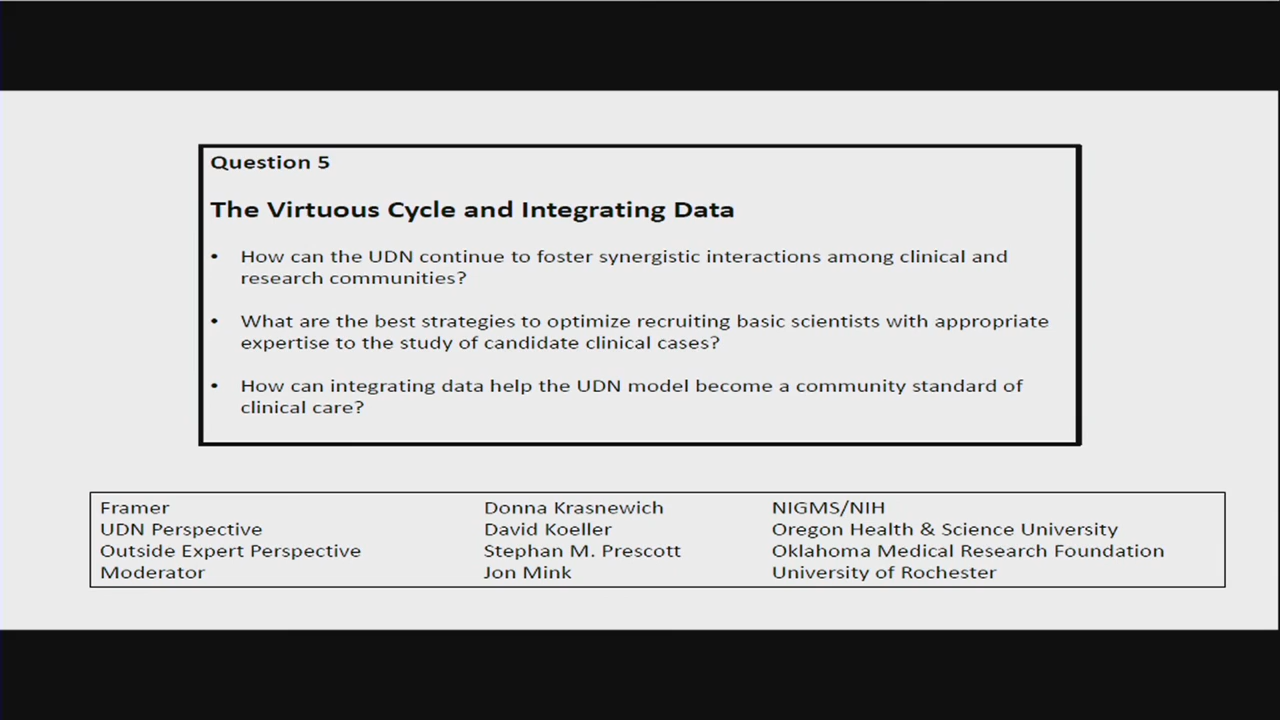 Question 5
The Virtuous Cycle and Integrating Data
• How can the UDN continue to foster synergistic interactions among clinical and
research communities?
• What are the best strategies to optimize recruiting basic scientists with appropriate
expertise to the study of candidate clinical cases?
• How can integrating data help the UDN model become a community standard of
clinical care?
Framer Donna Krasnewich NIGMS/NIH
UDN Perspective David Koeller Oregon Health & Science University
Outside Expert Perspective Stephan M. Prescott Oklahoma Medical Research Foundation
Moderator Jon Mink University of Rochester